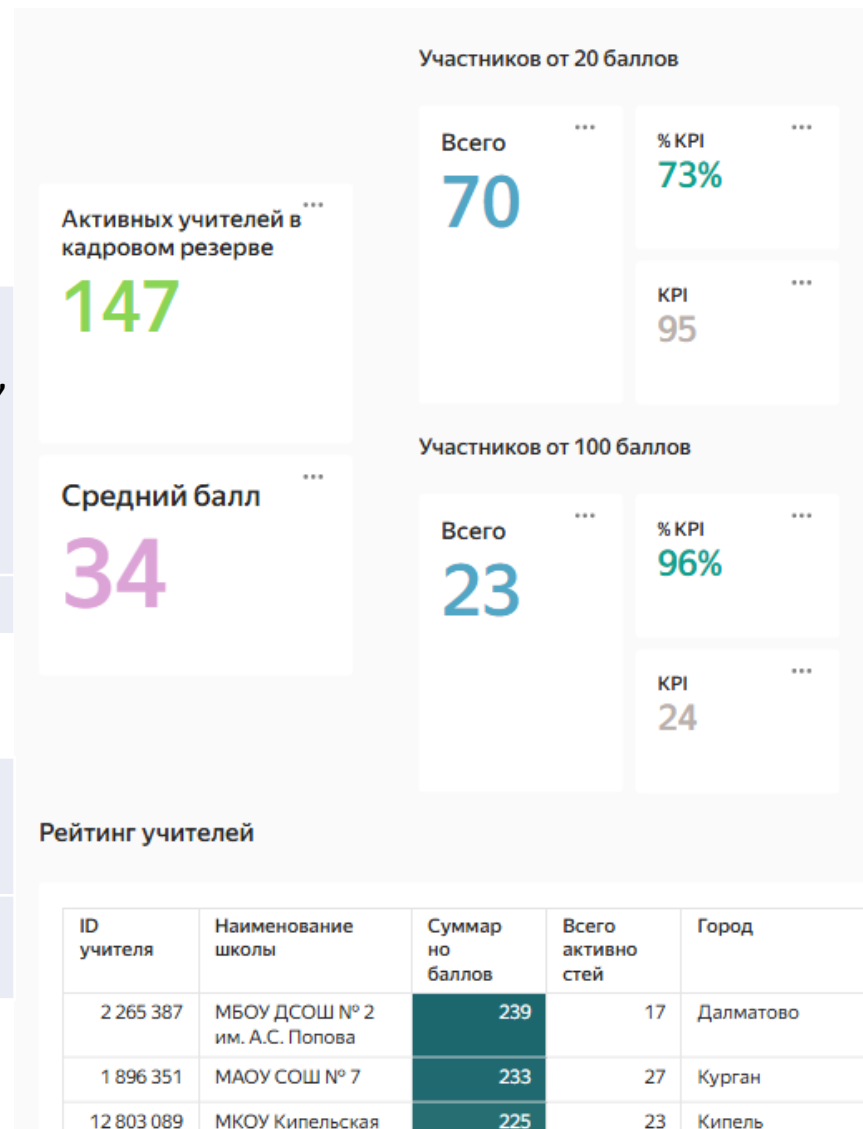 Активных учителей в
кадровом резерве
147
Средний балл
34
Участников от 20 баллов
Всего
70
% KPI
73%
KPI
95
Участников от 100 баллов
Всего
23
% KPI
96%
KPI
24
Рейтинг учителей
ID
учителя
Наименование
школы
Суммар
но
баллов
Всего
активно
стей
Город
2 265 387 МБОУ ДСОШ № 2 239 17 Далматово
им. А.С. Попова
1 896 351 МАОУ СОШ № 7 233 27 Курган
12 803 089 МКОУ Кипельская 225 23 Кипель